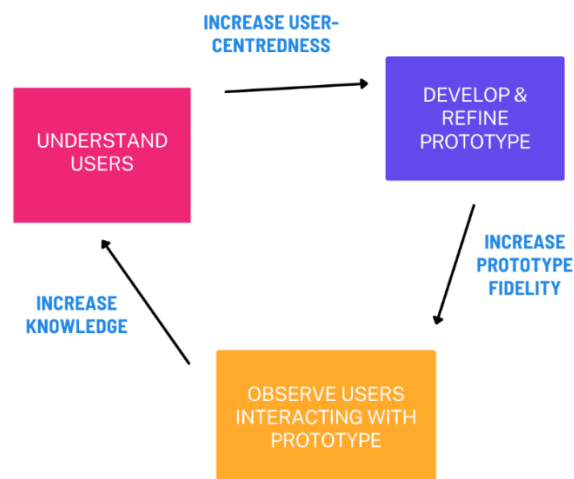 INCREASE USER-
CENTREDNESS
UNDERSTAND
USERS
DEVELOP &
REFINE
PROTOTYPE
INCREASE
PROTOTYPE
FIDELITY
INCREASE
KNOWLEDGE
OBSERVE USERS
INTERACTING WITH
PROTOTYPE